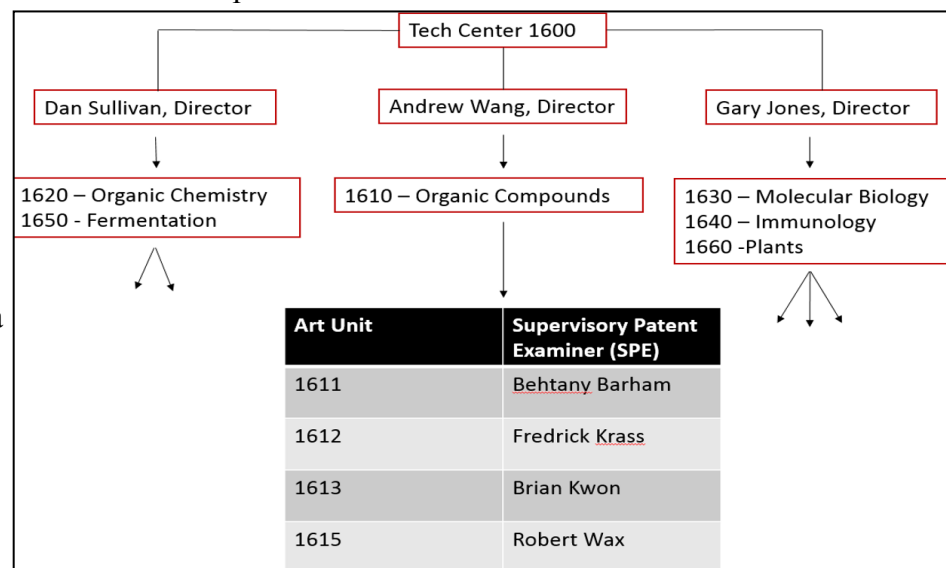 Tech Center 1600
Dan Sullivan, Director
Andrew Wang, Director
Gary Jones, Director
1620 – Organic Chemistry
1650 - Fermentation
1610 – Organic Compounds
1630 – Molecular Biology
1640 – Immunology
1660 -Plants
Art Unit
Supervisory Patent
Examiner (SPE)
1611
Behtany Barham
1612
Fredrick Krass
1613
Brian Kwon
1615
Robert Wax